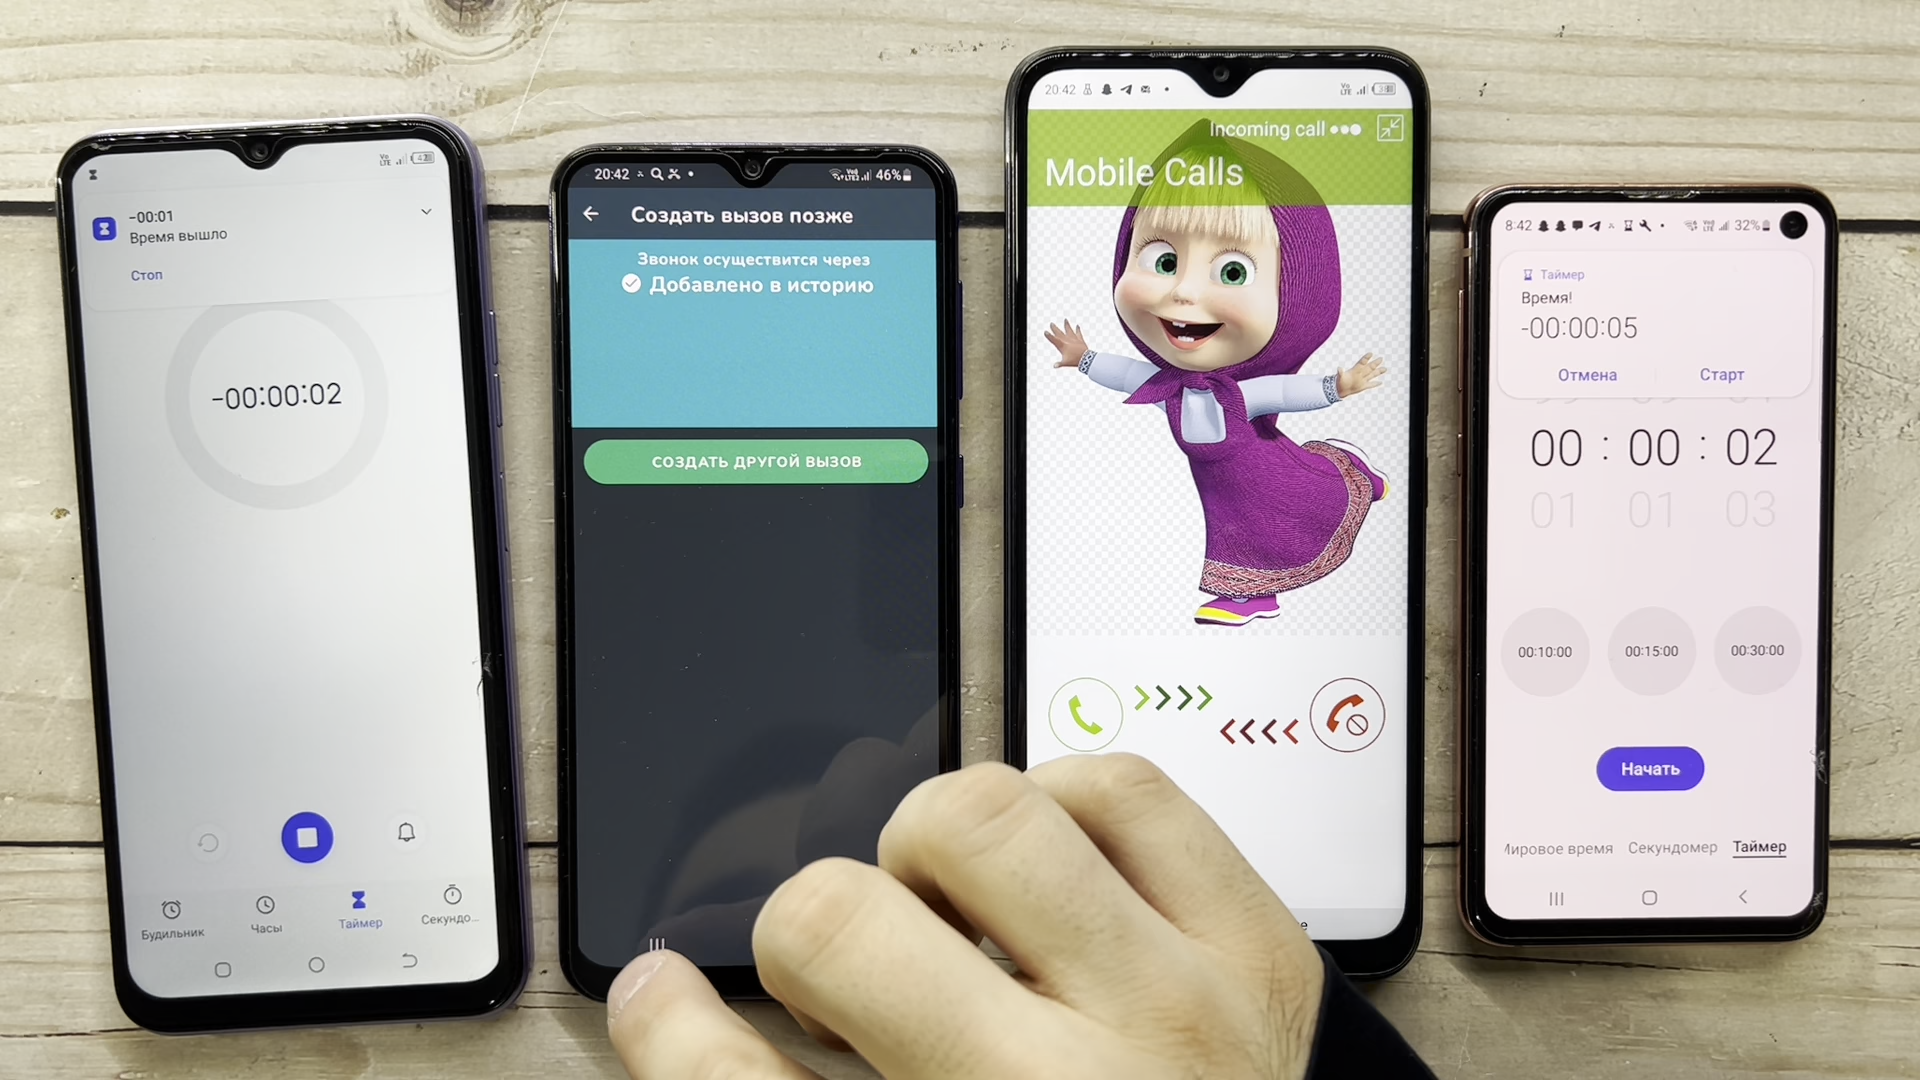 -00:01
Время вышло
Стоп
-00:00:02
Будильник
Часы
Таймер
Секундо...
20:42
46%
Создать вызов позже
Звонок осуществится через
Добавлено в историю
СОЗДАТЬ ДРУГОЙ ВЫЗОВ
20:42
Incoming call
Mobile Calls
8:42
32%
Таймер
Время!
-00:00:05
Отмена
Старт
00 : 00 : 02
01 01 03
00:10:00
00:15:00
00:30:00
Начать
Мировое время
Секундомер
Таймер